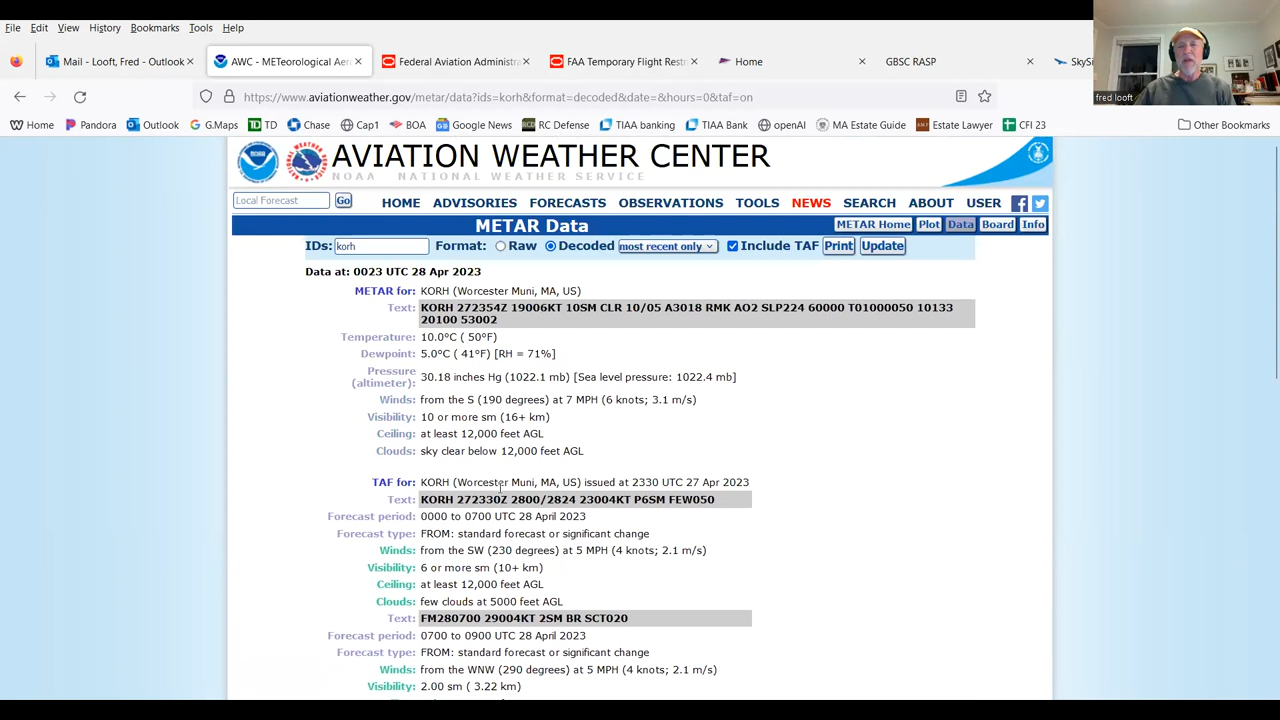 File Edit View History Bookmarks Tools Help
Mail - Looft, Fred - Outlook
AWC - METeorological Aer
Federal Aviation Administra
FAA Temporary Flight Restri
Home
GBSC RASP
SkySi
https://www.aviationweather.gov/metar/data?ids=korh&format=decoded&date=&hours=0&taf=on
fred looft
Home Pandora Outlook G.Maps TD Chase Cap1 BOA Google News RC Defense TIAA banking TIAA Bank openAI MA Estate Guide Estate Lawyer CFI 23 Other Bookmarks
AVIATION WEATHER CENTER
NOAA NATIONAL WEATHER SERVICE
Local Forecast Go HOME ADVISORIES FORECASTS OBSERVATIONS TOOLS NEWS SEARCH ABOUT USER
METAR Data METAR Home Plot Data Board Info
IDs: korh Format: Raw Decoded most recent only Include TAF Print Update
Data at: 0023 UTC 28 Apr 2023
METAR for: KORH (Worcester Muni, MA, US)
Text: KORH 272354Z 19006KT 10SM CLR 10/05 A3018 RMK AO2 SLP224 60000 T01000050 10133
20100 53002
Temperature: 10.0°C ( 50°F)
Dewpoint: 5.0°C ( 41°F) [RH = 71%]
Pressure
(altimeter): 30.18 inches Hg (1022.1 mb) [Sea level pressure: 1022.4 mb]
Winds: from the S (190 degrees) at 7 MPH (6 knots; 3.1 m/s)
Visibility: 10 or more sm (16+ km)
Ceiling: at least 12,000 feet AGL
Clouds: sky clear below 12,000 feet AGL
TAF for: KORH (Worcester Muni, MA, US) issued at 2330 UTC 27 Apr 2023
Text: KORH 272330Z 2800/2824 23004KT P6SM FEW050
Forecast period: 0000 to 0700 UTC 28 April 2023
Forecast type: FROM: standard forecast or significant change
Winds: from the SW (230 degrees) at 5 MPH (4 knots; 2.1 m/s)
Visibility: 6 or more sm (10+ km)
Ceiling: at least 12,000 feet AGL
Clouds: few clouds at 5000 feet AGL
Text: FM280700 29004KT 2SM BR SCT020
Forecast period: 0700 to 0900 UTC 28 April 2023
Forecast type: FROM: standard forecast or significant change
Winds: from the WNW (290 degrees) at 5 MPH (4 knots; 2.1 m/s)
Visibility: 2.00 sm ( 3.22 km)